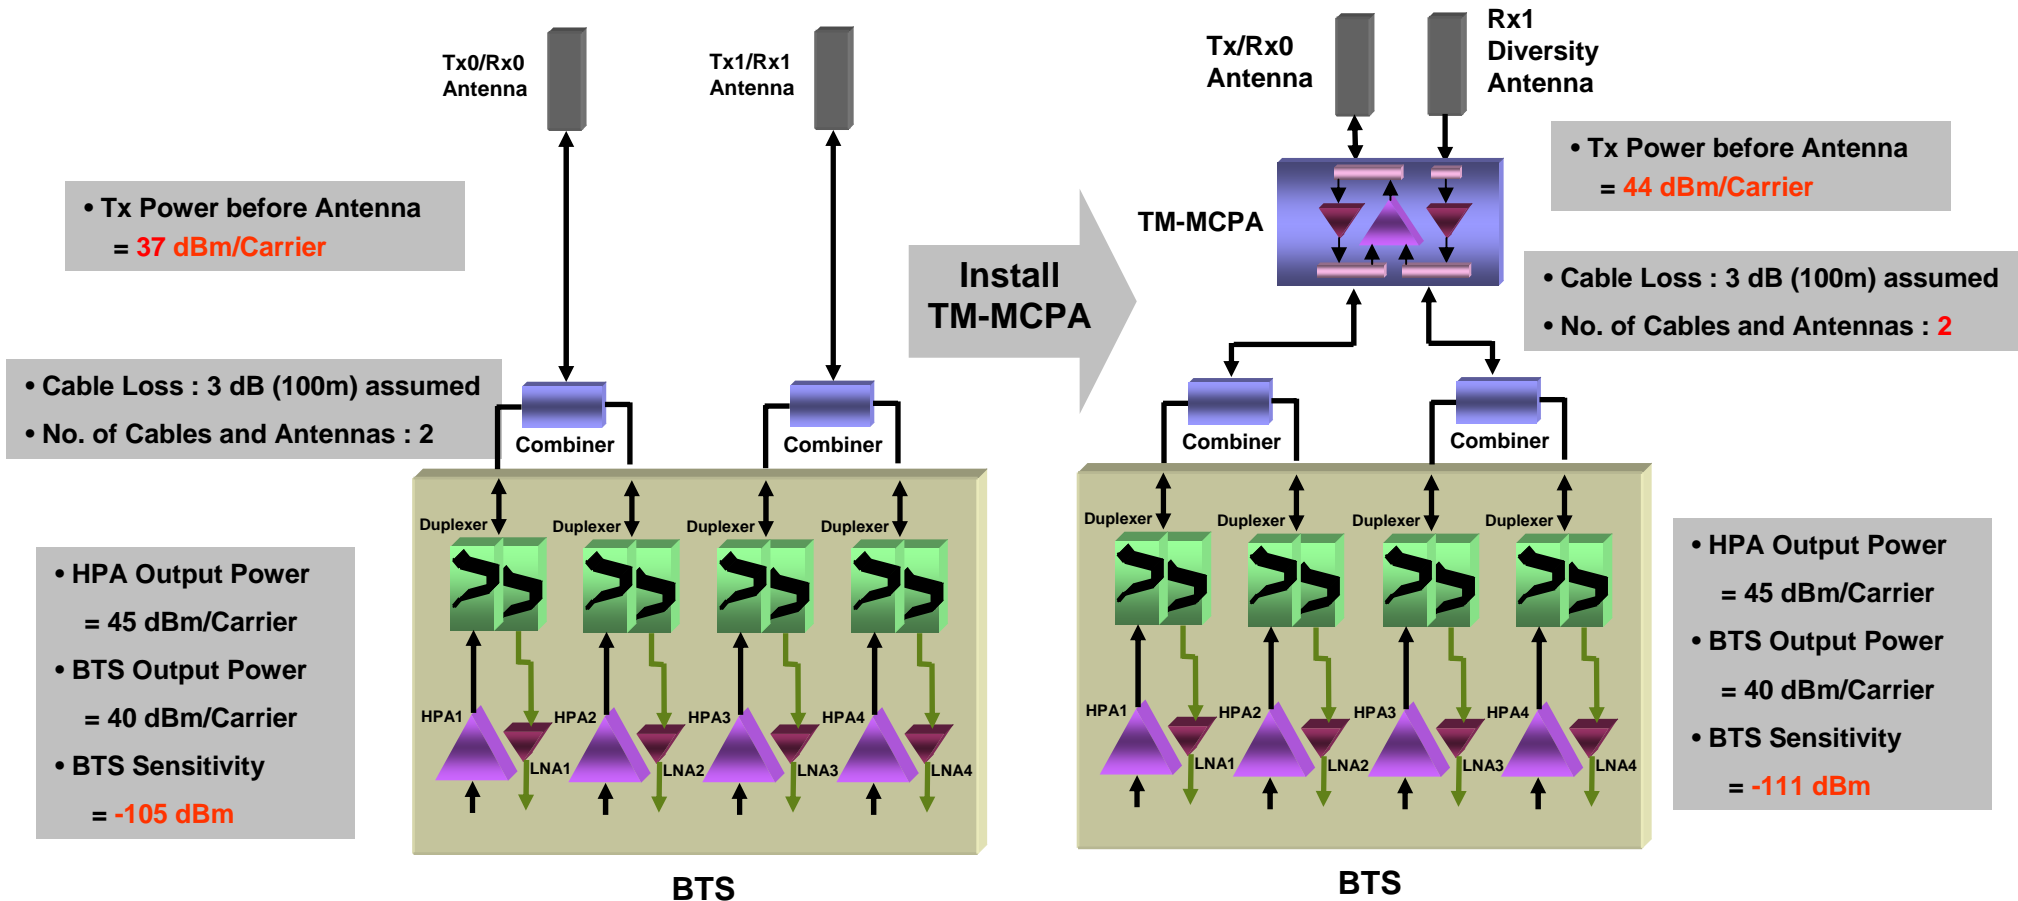 Tx0/Rx0
Antenna
Tx1/Rx1
Antenna
• Tx Power before Antenna
= 37 dBm/Carrier
• Cable Loss : 3 dB (100m) assumed
• No. of Cables and Antennas : 2
Combiner
Combiner
• HPA Output Power
= 45 dBm/Carrier
• BTS Output Power
= 40 dBm/Carrier
• BTS Sensitivity
= -105 dBm
Duplexer
Duplexer
Duplexer
Duplexer
HPA1
HPA2
HPA3
HPA4
LNA1
LNA2
LNA3
LNA4
BTS
Install
TM-MCPA
Tx/Rx0
Antenna
Rx1
Diversity
Antenna
TM-MCPA
• Tx Power before Antenna
= 44 dBm/Carrier
• Cable Loss : 3 dB (100m) assumed
• No. of Cables and Antennas : 2
Combiner
Combiner
Duplexer
Duplexer
Duplexer
Duplexer
HPA1
HPA2
HPA3
HPA4
LNA1
LNA2
LNA3
LNA4
• HPA Output Power
= 45 dBm/Carrier
• BTS Output Power
= 40 dBm/Carrier
• BTS Sensitivity
= -111 dBm
BTS